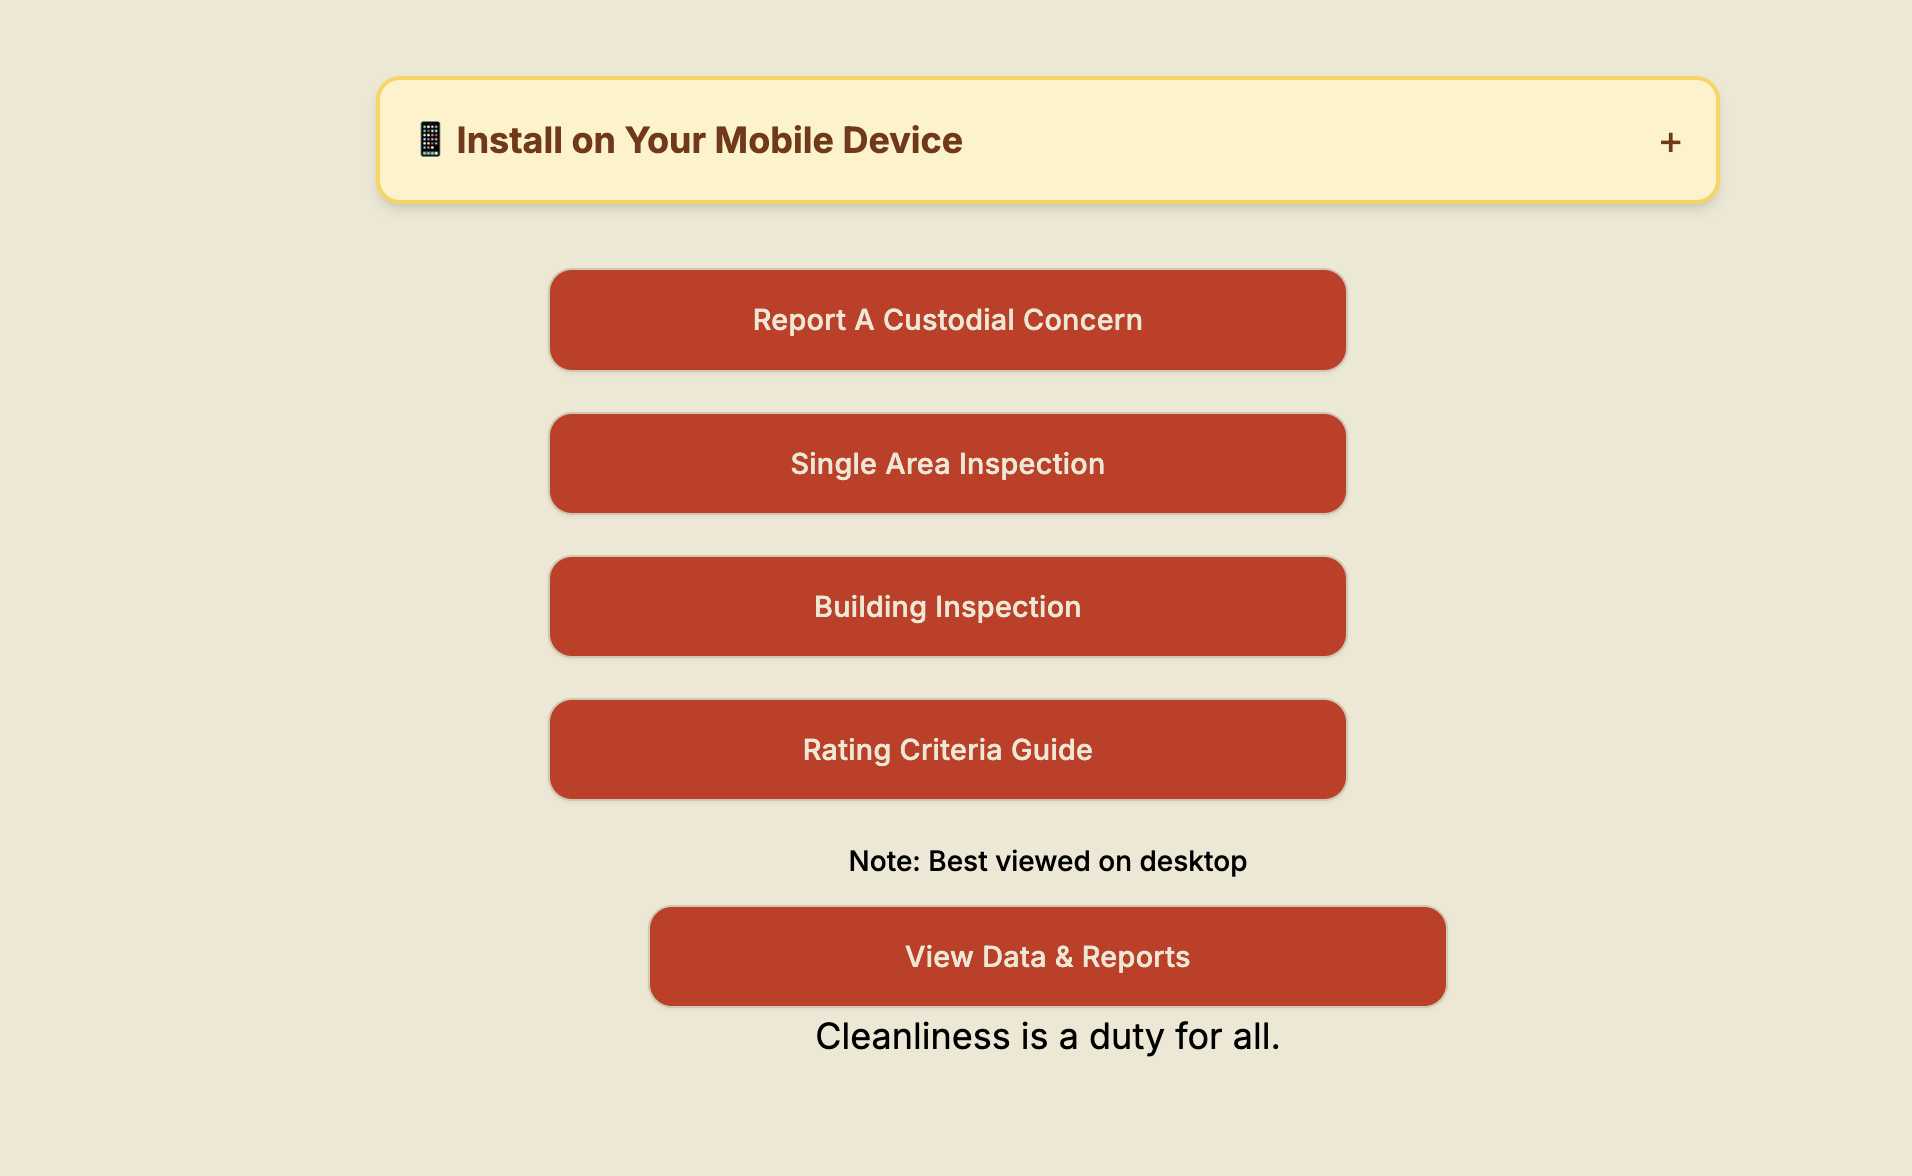 📱 Install on Your Mobile Device +
Report A Custodial Concern
Single Area Inspection
Building Inspection
Rating Criteria Guide
Note: Best viewed on desktop
View Data & Reports
Cleanliness is a duty for all.